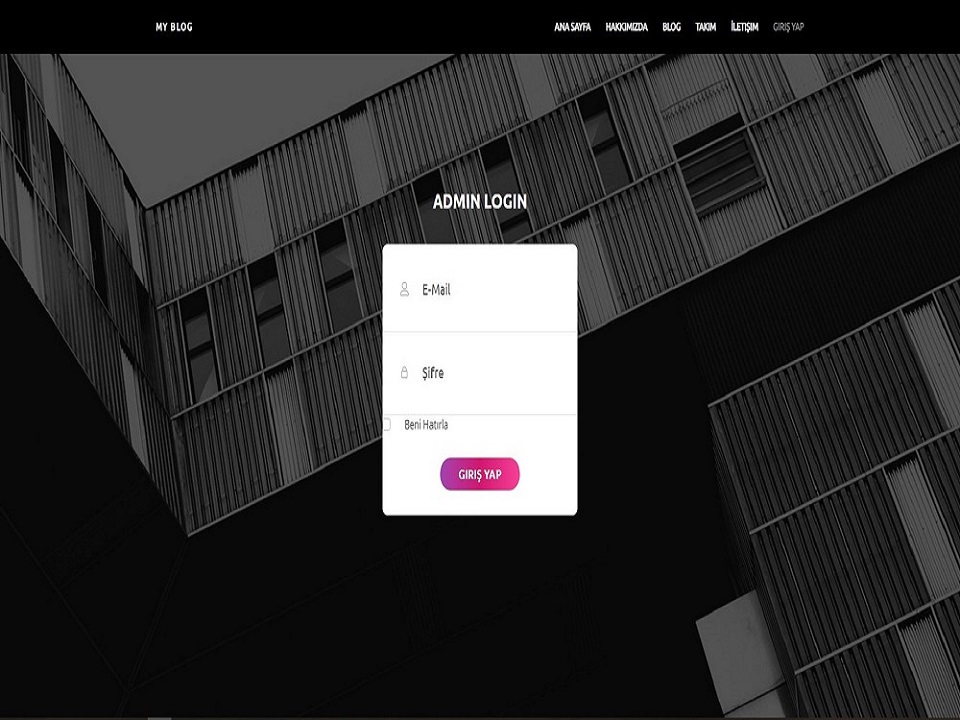 MY BLOG
ANA SAYFA HAKKIMIZDA BLOG TAKIM İLETİŞİM GIRIŞ YAP
ADMIN LOGIN
E-Mail
Şifre
Beni Hatırla
GIRIŞ YAP